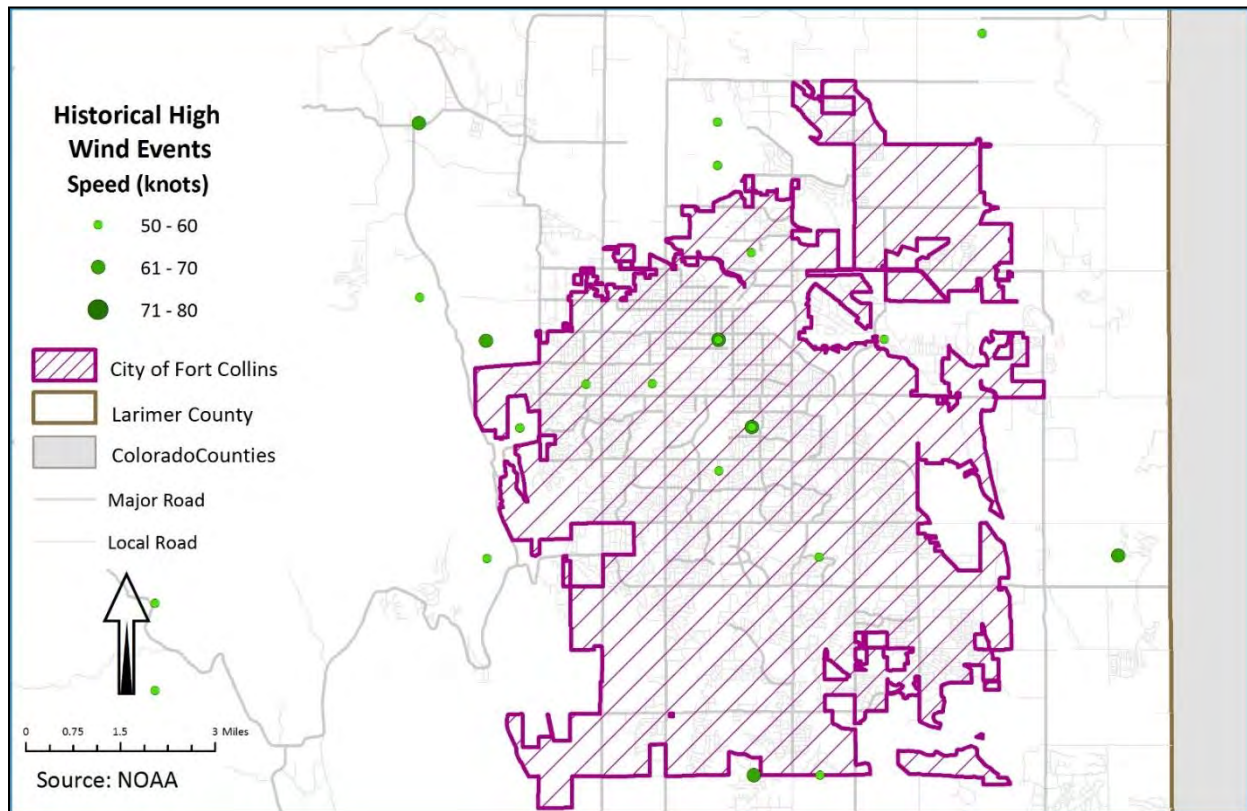 Historical High
Wind Events
Speed (knots)
50 - 60
61 - 70
71 - 80
City of Fort Collins
Larimer County
ColoradoCounties
Major Road
Local Road
0 0.75 1.5 3 Miles
Source: NOAA